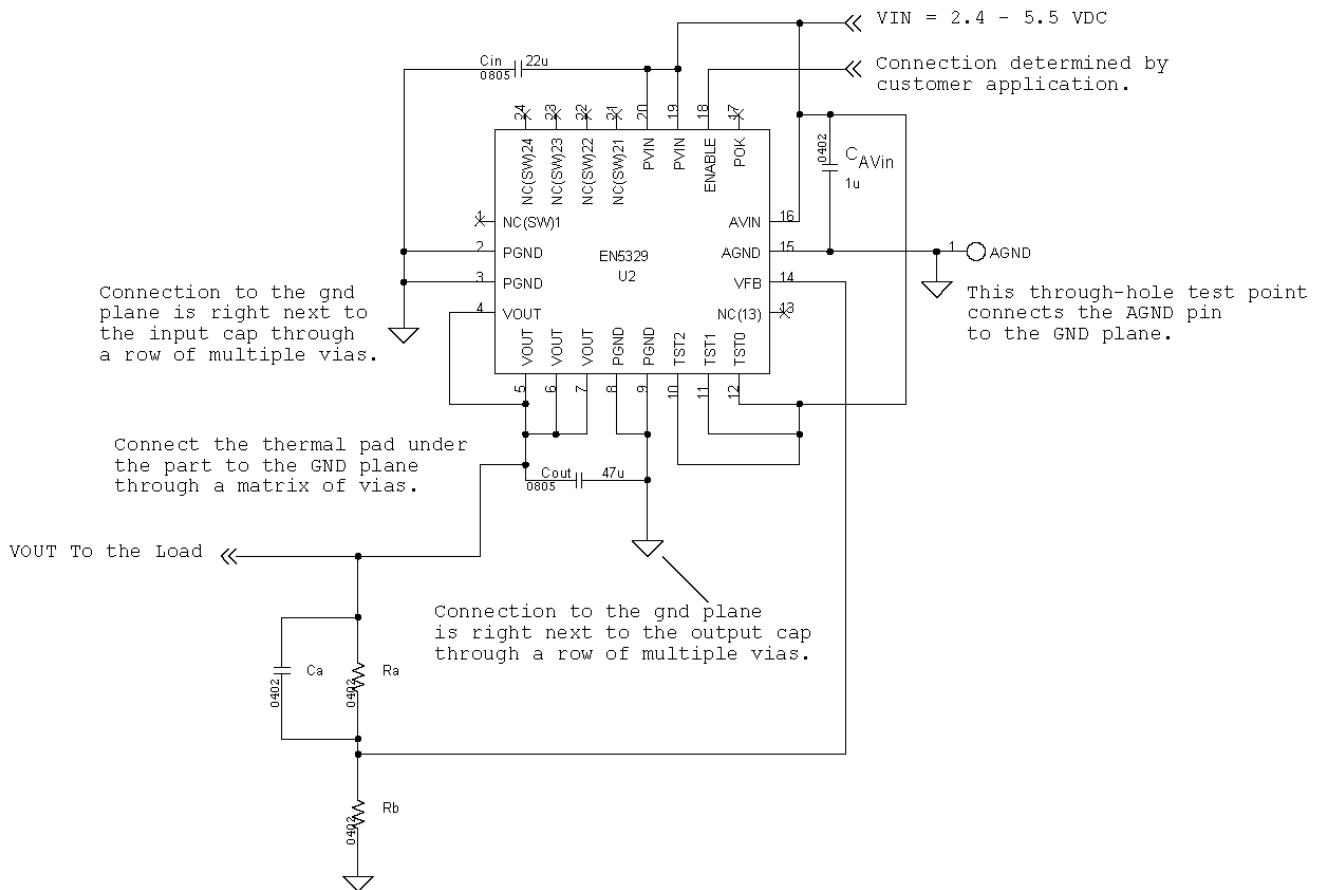 VIN = 2.4 - 5.5 VDC
Connection determined by
customer application.
Cin
22u
0805
24
23
22
21
20
19
18
17
NC(SW)24
NC(SW)23
NC(SW)22
NC(SW)21
PVIN
PVIN
ENABLE
POK
0402
CAVin
1u
1
NC(SW)1
AVIN
16
2
PGND
EN5329
AGND
15
1
AGND
3
PGND
U2
VFB
14
4
VOUT
NC(13)
13
Connection to the gnd
plane is right next to
the input cap through
a row of multiple vias.
This through-hole test point
connects the AGND pin
to the GND plane.
VOUT
VOUT
VOUT
PGND
PGND
TST2
TST1
TST0
5
6
7
8
9
10
11
12
Connect the thermal pad under
the part to the GND plane
through a matrix of vias.
Cout
47u
0805
VOUT To the Load
Connection to the gnd plane
is right next to the output cap
through a row of multiple vias.
Ca
0402
Ra
0402
Rb
0402